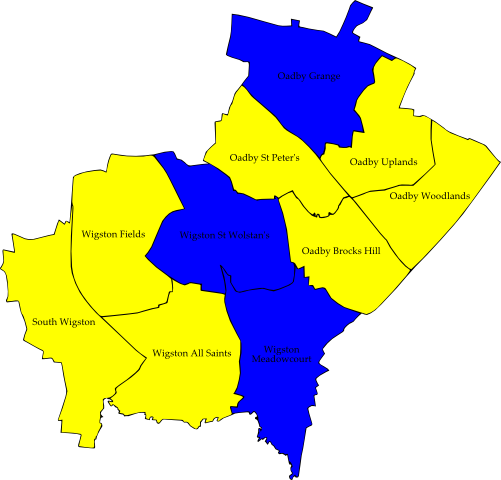 Oadby Grange
Oadby St Peter's
Oadby Uplands
Oadby Woodlands
Wigston Fields
Wigston St Wolstan's
Oadby Brocks Hill
South Wigston
Wigston All Saints
Wigston
Meadowcourt